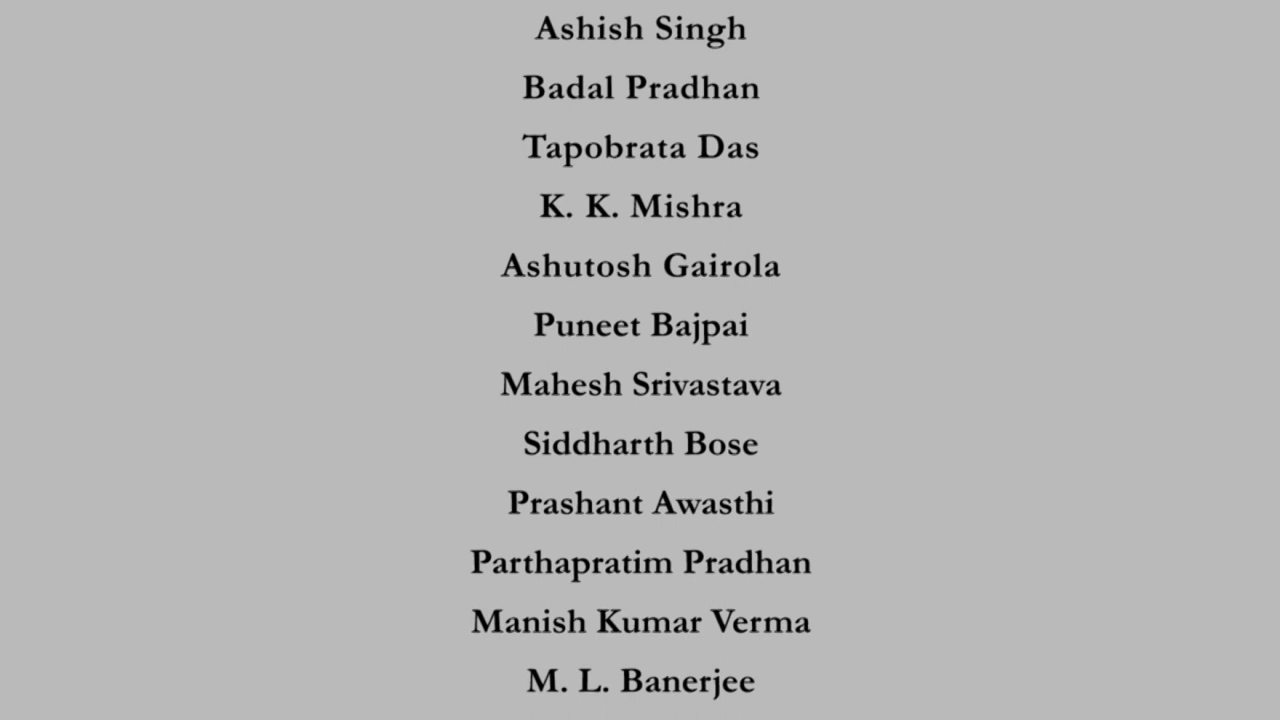 Ashish Singh
Badal Pradhan
Tapobrata Das
K. K. Mishra
Ashutosh Gairola
Puneet Bajpai
Mahesh Srivastava
Siddharth Bose
Prashant Awasthi
Parthapratim Pradhan
Manish Kumar Verma
M. L. Banerjee